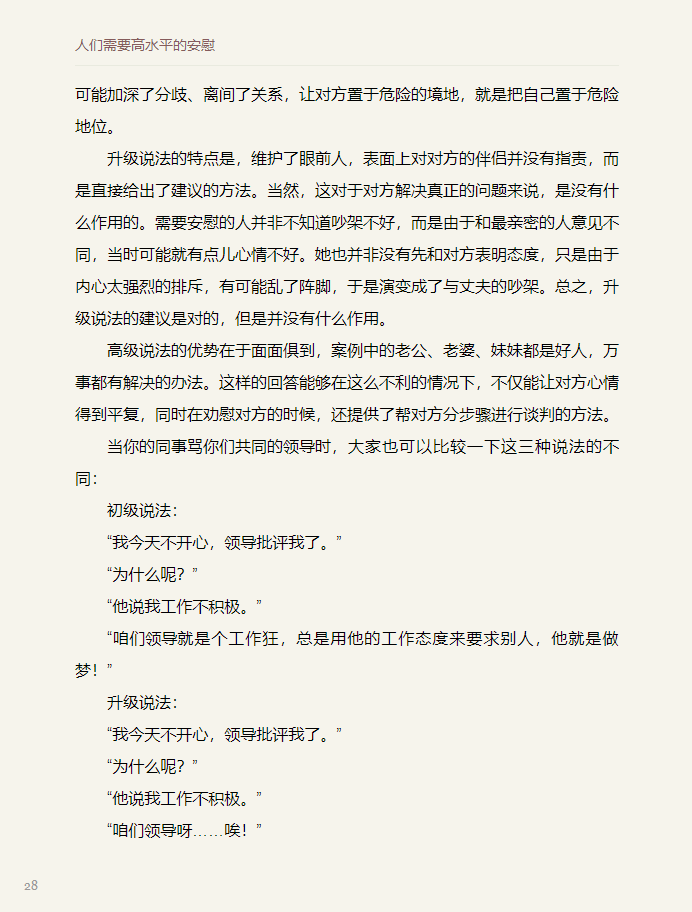 人们需要高水平的安慰
可能加深了分歧、离间了关系，让对方置于危险的境地，就是把自己置于危险
地位。
升级说法的特点是，维护了眼前人，表面上对对方的伴侣并没有指责，而
是直接给出了建议的方法。当然，这对于对方解决真正的问题来说，是没有什
么作用的。需要安慰的人并非不知道吵架不好，而是由于和最亲密的人意见不
同，当时可能就有点儿心情不好。她也并非没有先和对方表明态度，只是由于
内心太强烈的排斥，有可能乱了阵脚，于是演变成了与丈夫的吵架。总之，升
级说法的建议是对的，但是并没有什么作用。
高级说法的优势在于面面俱到，案例中的老公、老婆、妹妹都是好人，万
事都有解决的办法。这样的回答能够在这么不利的情况下，不仅能让对方心情
得到平复，同时在劝慰对方的时候，还提供了帮对方分步骤进行谈判的方法。
当你的同事骂你们共同的领导时，大家也可以比较一下这三种说法的不
同：
初级说法：
“我今天不开心，领导批评我了。”
“为什么呢？”
“他说我工作不积极。”
“咱们领导就是个工作狂，总是用他的工作态度来要求别人，他就是做
梦！”
升级说法：
“我今天不开心，领导批评我了。”
“为什么呢？”
“他说我工作不积极。”
“咱们领导呀……唉！”
28